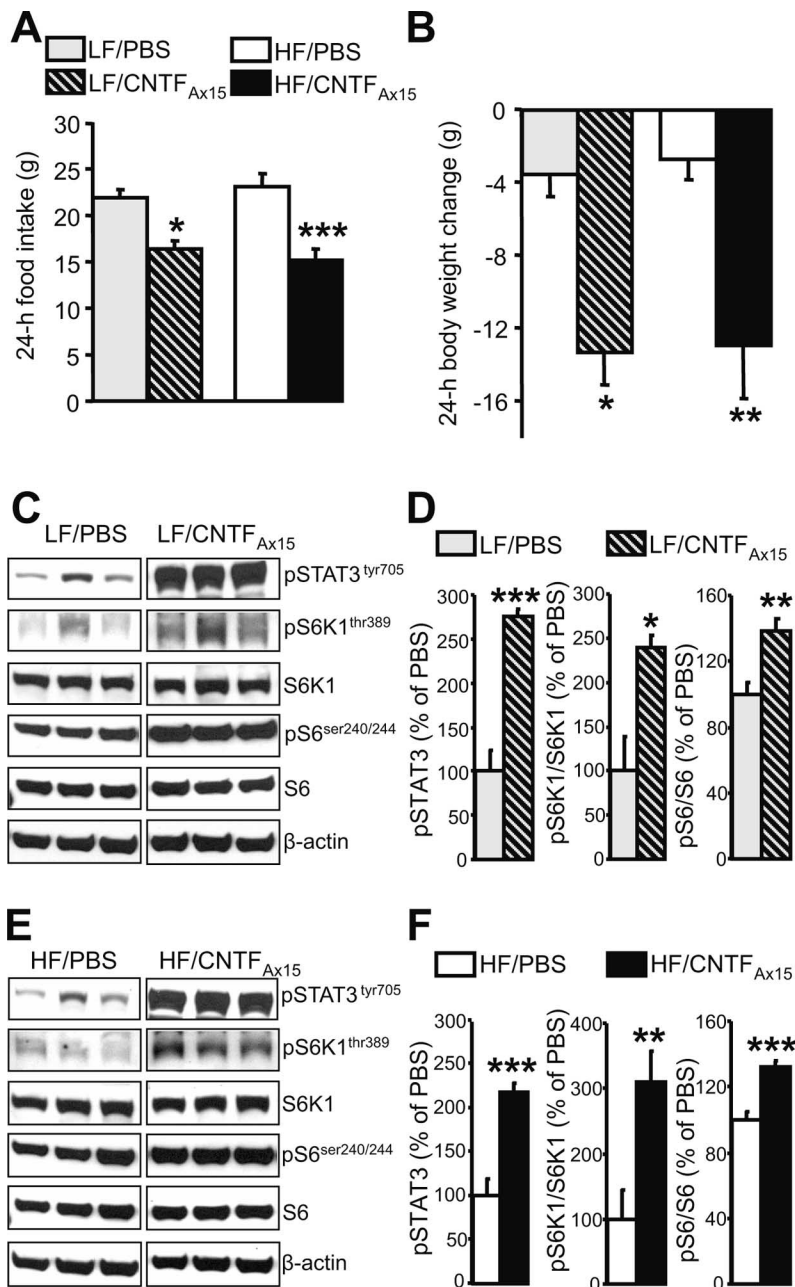 A
LF/PBS
HF/PBS
LF/CNTFAx15
HF/CNTFAx15
24-h food intake (g)
30
25
20
15
10
5
0
*
***
B
24-h body weight change (g)
0
-4
-8
-12
-16
*
**
C
LF/PBS
LF/CNTFAx15
pSTAT3tyr705
pS6K1thr389
S6K1
pS6ser240/244
S6
β-actin
D
LF/PBS
LF/CNTFAx15
pSTAT3 (% of PBS)
300
250
200
150
100
50
0
***
pS6K1/S6K1 (% of PBS)
300
250
200
150
100
50
0
*
pS6/S6 (% of PBS)
160
120
80
40
0
**
E
HF/PBS
HF/CNTFAx15
pSTAT3tyr705
pS6K1thr389
S6K1
pS6ser240/244
S6
β-actin
F
HF/PBS
HF/CNTFAx15
pSTAT3 (% of PBS)
300
250
200
150
100
50
0
***
pS6K1/S6K1 (% of PBS)
400
300
200
100
0
**
pS6/S6 (% of PBS)
160
120
80
40
0
***